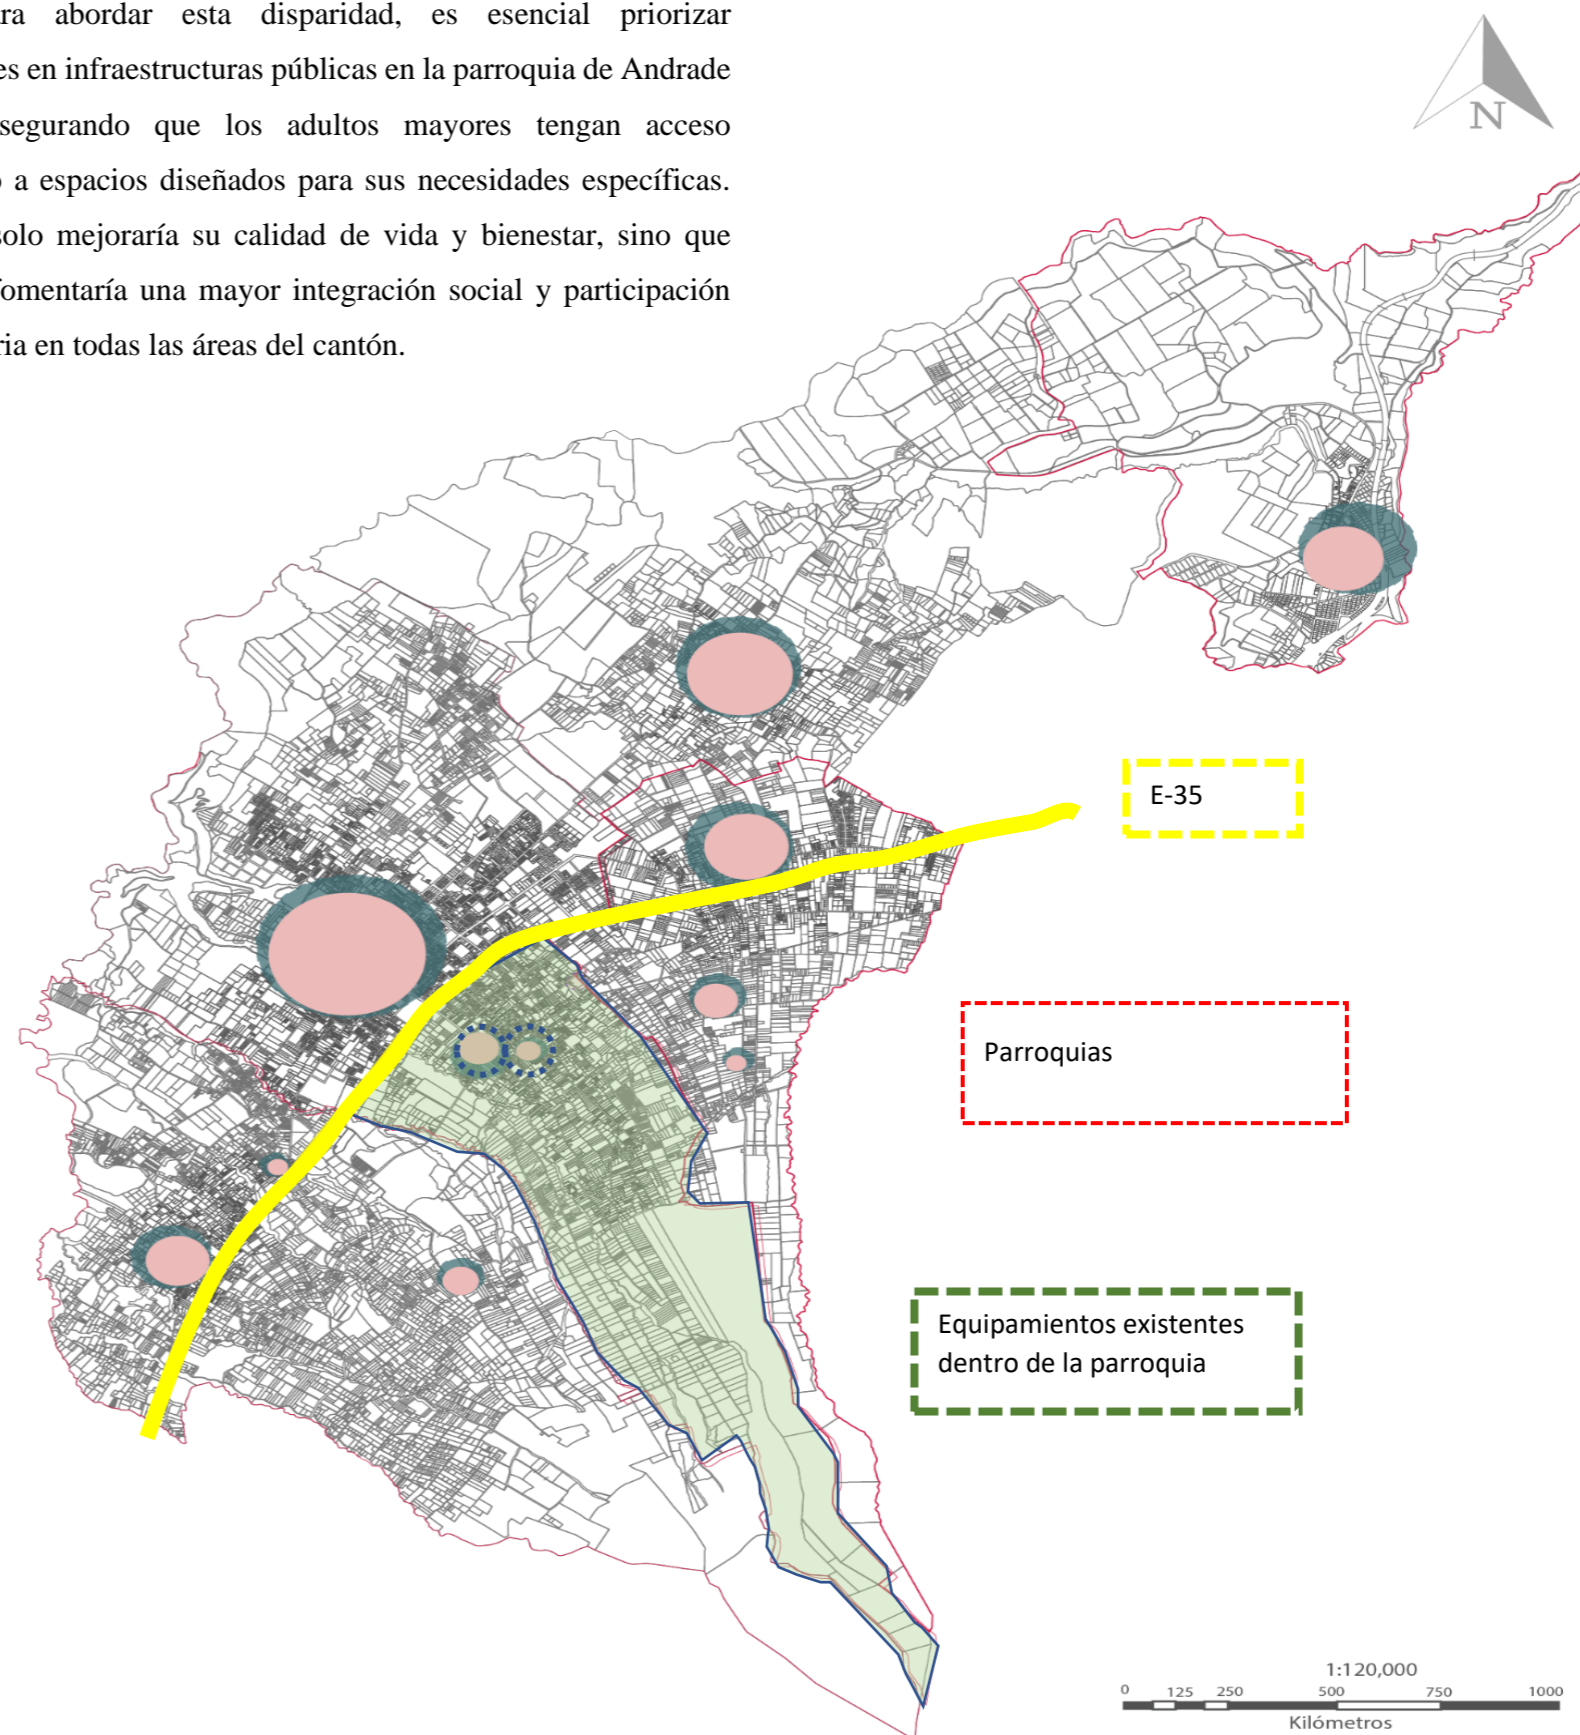 abordar esta disparidad, es esencial priorizar
en infraestructuras públicas en la parroquia de Andrade
segurando que los adultos mayores tengan acceso
a espacios diseñados para sus necesidades específicas.
solo mejoraría su calidad de vida y bienestar, sino que
fomentaría una mayor integración social y participación
ria en todas las áreas del cantón.
N
E-35
Parroquias
Equipamientos existentes
dentro de la parroquia
1:120,000
0 125 250 500 750 1000
Kilómetros